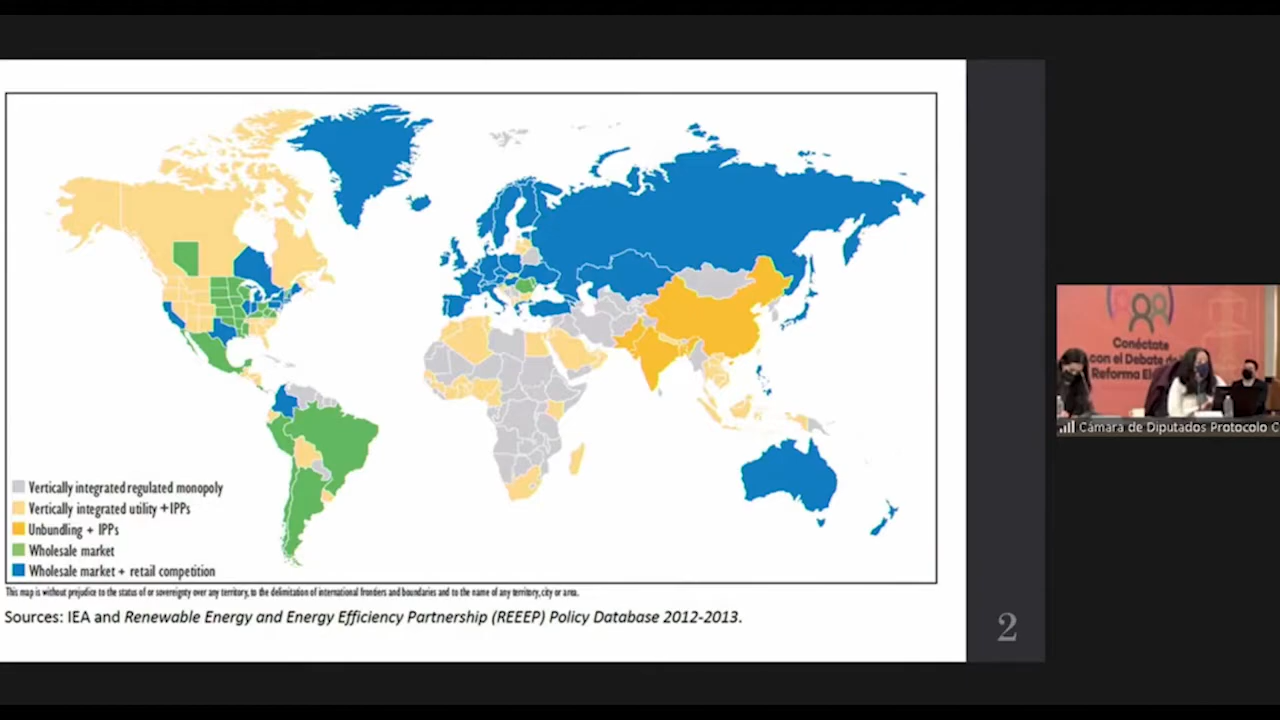 Vertically integrated regulated monopoly
Vertically integrated utility +IPPs
Unbundling + IPPs
Wholesale market
Wholesale market + retail competition
This map is without prejudice to the status of or sovereignty over any territory, to the delimitation of international frontiers and boundaries and to the name of any territory, city or area.
Sources: IEA and Renewable Energy and Energy Efficiency Partnership (REEEP) Policy Database 2012-2013.
2
Conéctate
con el Debate de
Reforma
Cámara de Diputados Protocolo C